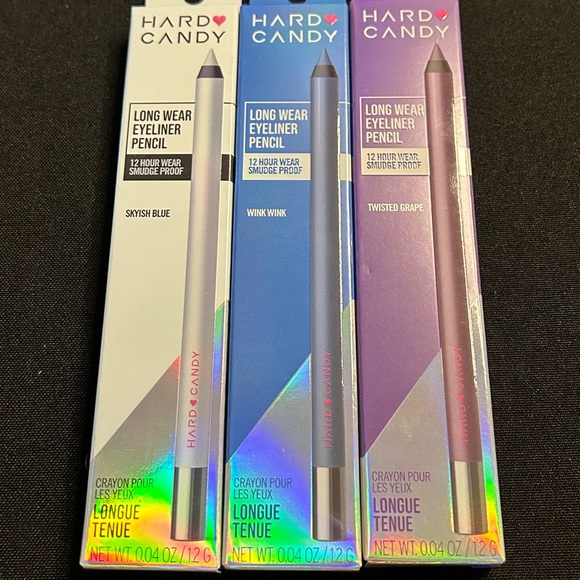 HARD♥
CANDY
LONG WEAR
EYELINER
PENCIL
12 HOUR WEAR
SMUDGE PROOF
SKYISH BLUE
HARD♥CANDY
CRAYON POUR
LES YEUX
LONGUE
TENUE
NET WT. 0.04 OZ / 1.2 G
HARD♥
CANDY
LONG WEAR
EYELINER
PENCIL
12 HOUR WEAR
SMUDGE PROOF
WINK WINK
HARD♥CANDY
CRAYON POUR
LES YEUX
LONGUE
TENUE
NET WT. 0.04 OZ / 1.2 G
HARD♥
CANDY
LONG WEAR
EYELINER
PENCIL
12 HOUR WEAR
SMUDGE PROOF
TWISTED GRAPE
HARD♥CANDY
CRAYON POUR
LES YEUX
LONGUE
TENUE
NET WT. 0.04 OZ / 1.2 G